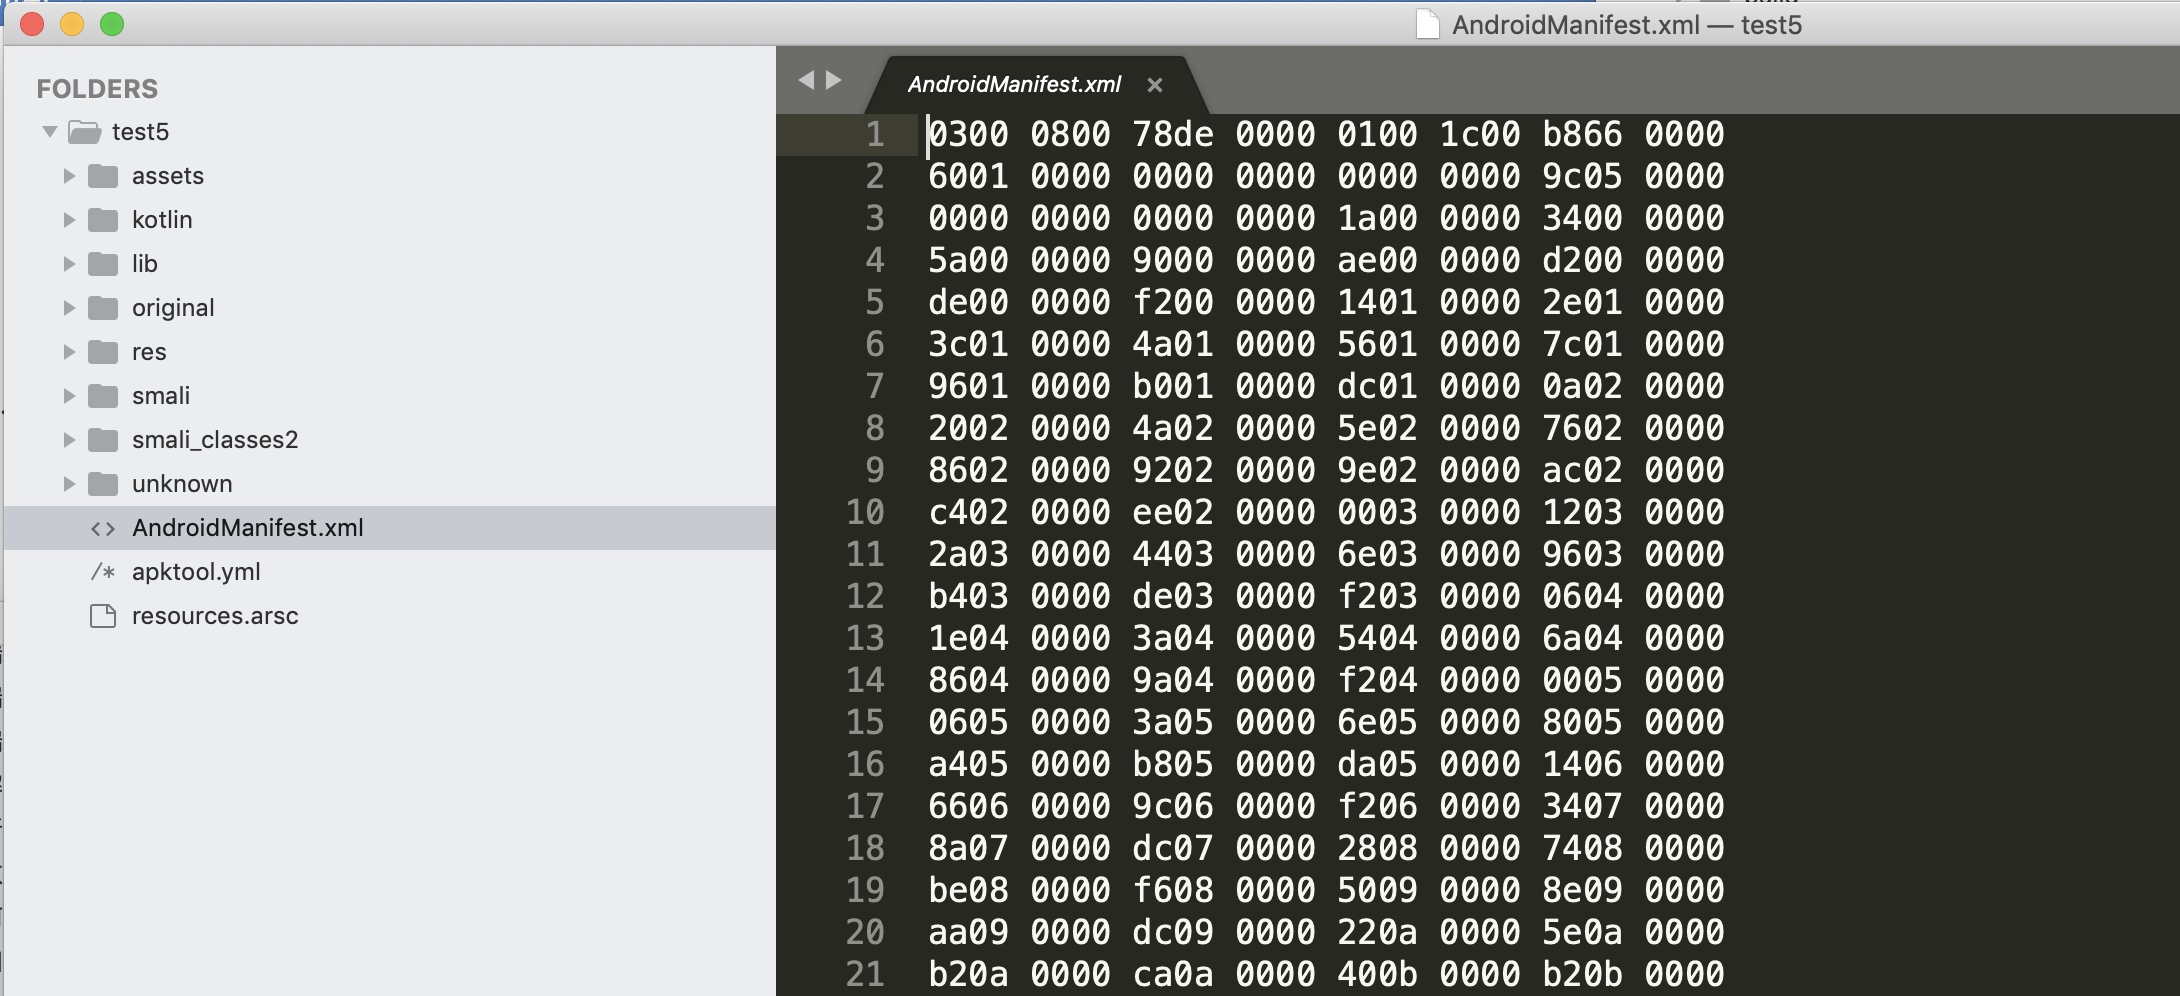 AndroidManifest.xml — test5
FOLDERS
test5
assets
kotlin
lib
original
res
smali
smali_classes2
unknown
<> AndroidManifest.xml
/* apktool.yml
resources.arsc
AndroidManifest.xml ×
1 0300 0800 78de 0000 0100 1c00 b866 0000
2 6001 0000 0000 0000 0000 0000 9c05 0000
3 0000 0000 0000 0000 1a00 0000 3400 0000
4 5a00 0000 9000 0000 ae00 0000 d200 0000
5 de00 0000 f200 0000 1401 0000 2e01 0000
6 3c01 0000 4a01 0000 5601 0000 7c01 0000
7 9601 0000 b001 0000 dc01 0000 0a02 0000
8 2002 0000 4a02 0000 5e02 0000 7602 0000
9 8602 0000 9202 0000 9e02 0000 ac02 0000
10 c402 0000 ee02 0000 0003 0000 1203 0000
11 2a03 0000 4403 0000 6e03 0000 9603 0000
12 b403 0000 de03 0000 f203 0000 0604 0000
13 1e04 0000 3a04 0000 5404 0000 6a04 0000
14 8604 0000 9a04 0000 f204 0000 0005 0000
15 0605 0000 3a05 0000 6e05 0000 8005 0000
16 a405 0000 b805 0000 da05 0000 1406 0000
17 6606 0000 9c06 0000 f206 0000 3407 0000
18 8a07 0000 dc07 0000 2808 0000 7408 0000
19 be08 0000 f608 0000 5009 0000 8e09 0000
20 aa09 0000 dc09 0000 220a 0000 5e0a 0000
21 b20a 0000 ca0a 0000 400b 0000 b20b 0000